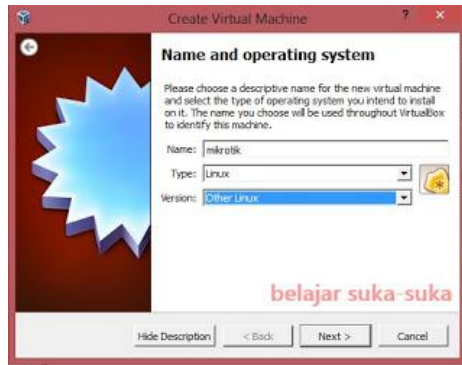 Create Virtual Machine
Name and operating system
Please choose a descriptive name for the new virtual machine
and select the type of operating system you intend to install
on it. The name you choose will be used throughout VirtualBox
to identify this machine.
Name: mikrotik
Type: Linux
Version: Other Linux
belajar suka-suka
Hide Description < Back Next > Cancel